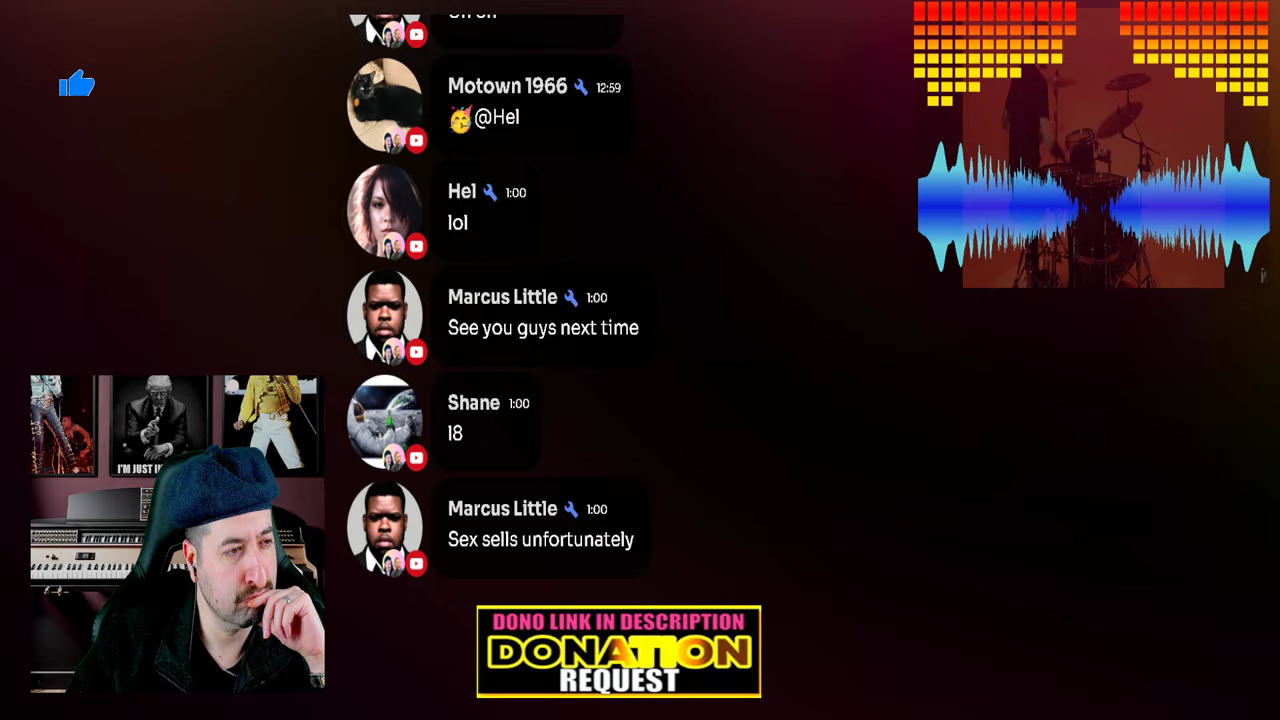 Motown 1966 12:59
🥳@Hel
Hel 1:00
lol
Marcus Little 1:00
See you guys next time
Shane 1:00
l8
Marcus Little 1:00
Sex sells unfortunately
I'M JUST
DONO LINK IN DESCRIPTION
DONATION
REQUEST